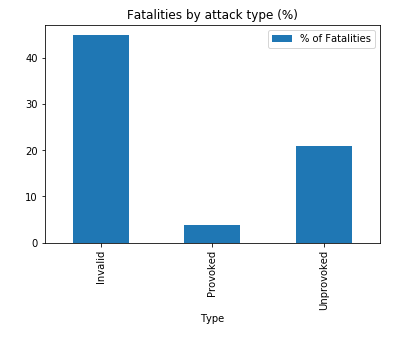 Fatalities by attack type (%)
% of Fatalities
40
30
20
10
0
Invalid
Provoked
Unprovoked
Type